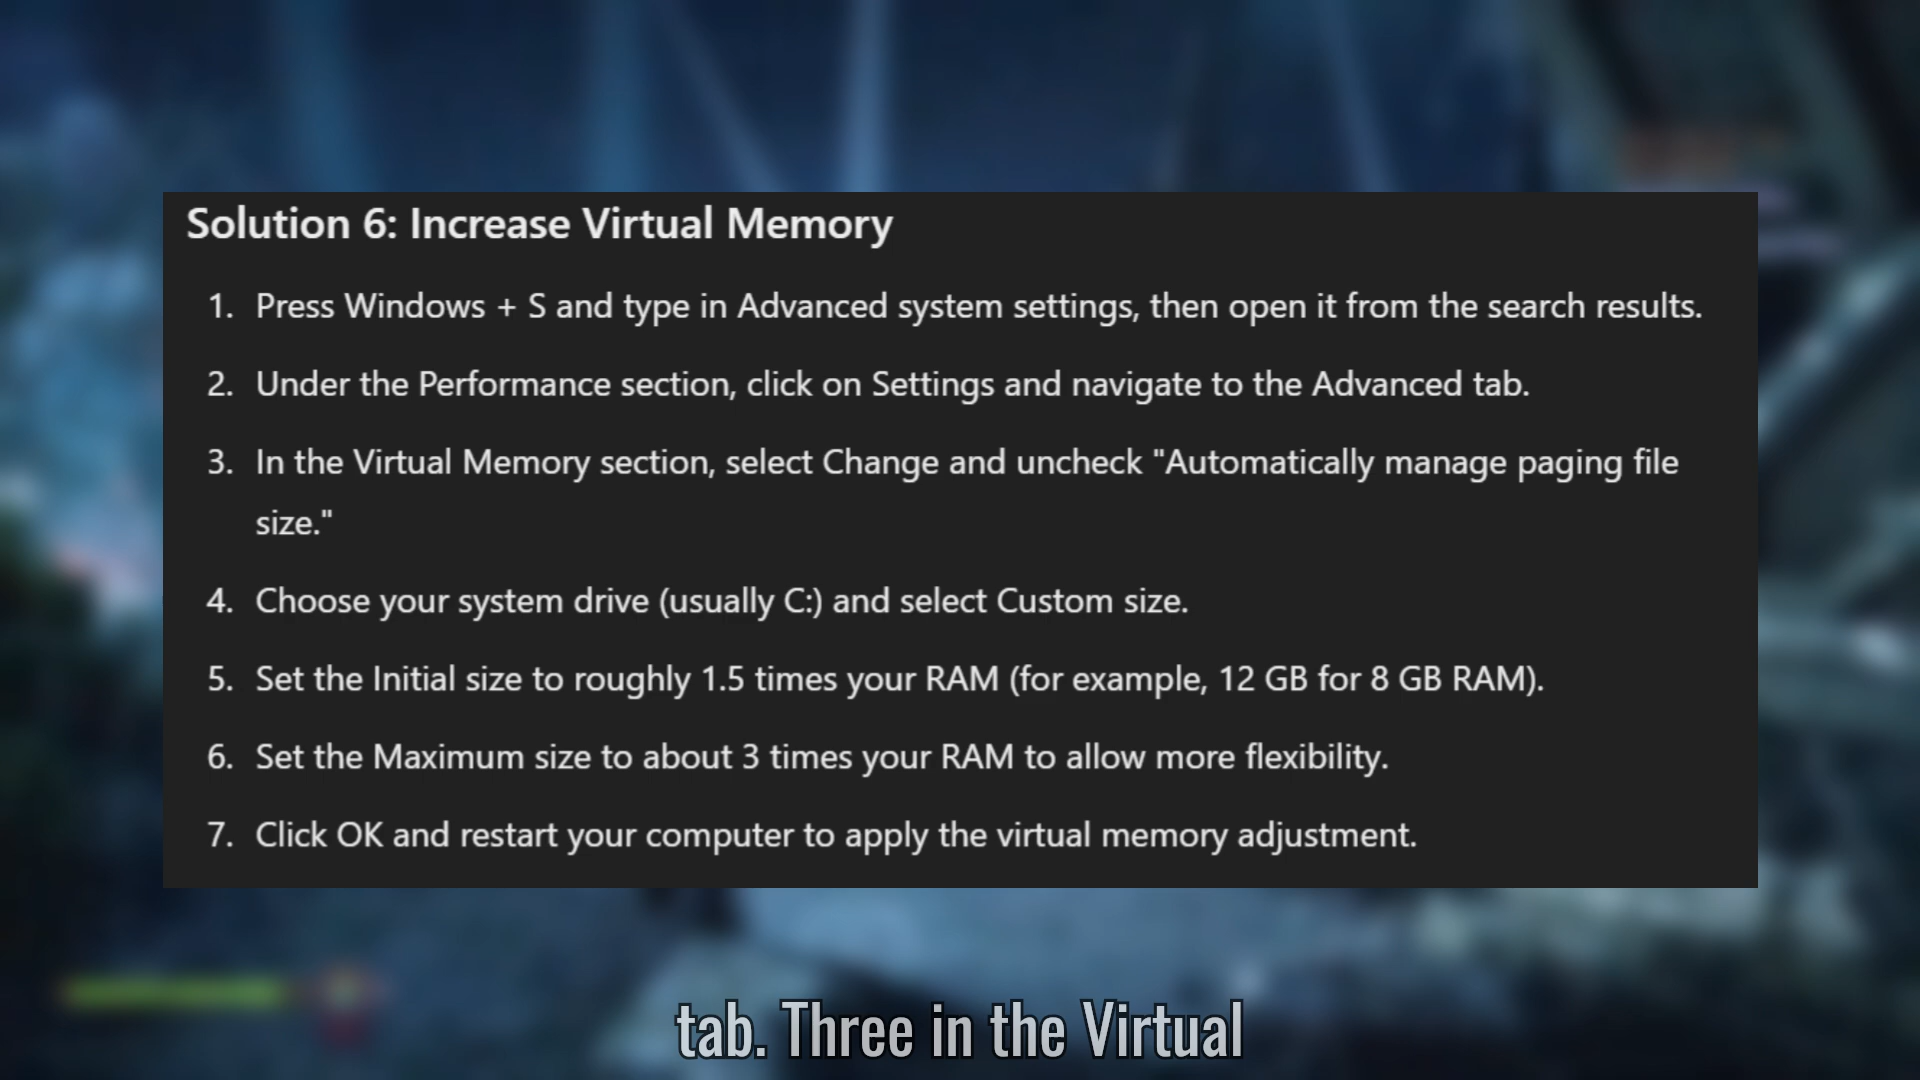 Solution 6: Increase Virtual Memory
1. Press Windows + S and type in Advanced system settings, then open it from the search results.
2. Under the Performance section, click on Settings and navigate to the Advanced tab.
3. In the Virtual Memory section, select Change and uncheck "Automatically manage paging file
size."
4. Choose your system drive (usually C:) and select Custom size.
5. Set the Initial size to roughly 1.5 times your RAM (for example, 12 GB for 8 GB RAM).
6. Set the Maximum size to about 3 times your RAM to allow more flexibility.
7. Click OK and restart your computer to apply the virtual memory adjustment.
tab. Three in the Virtual